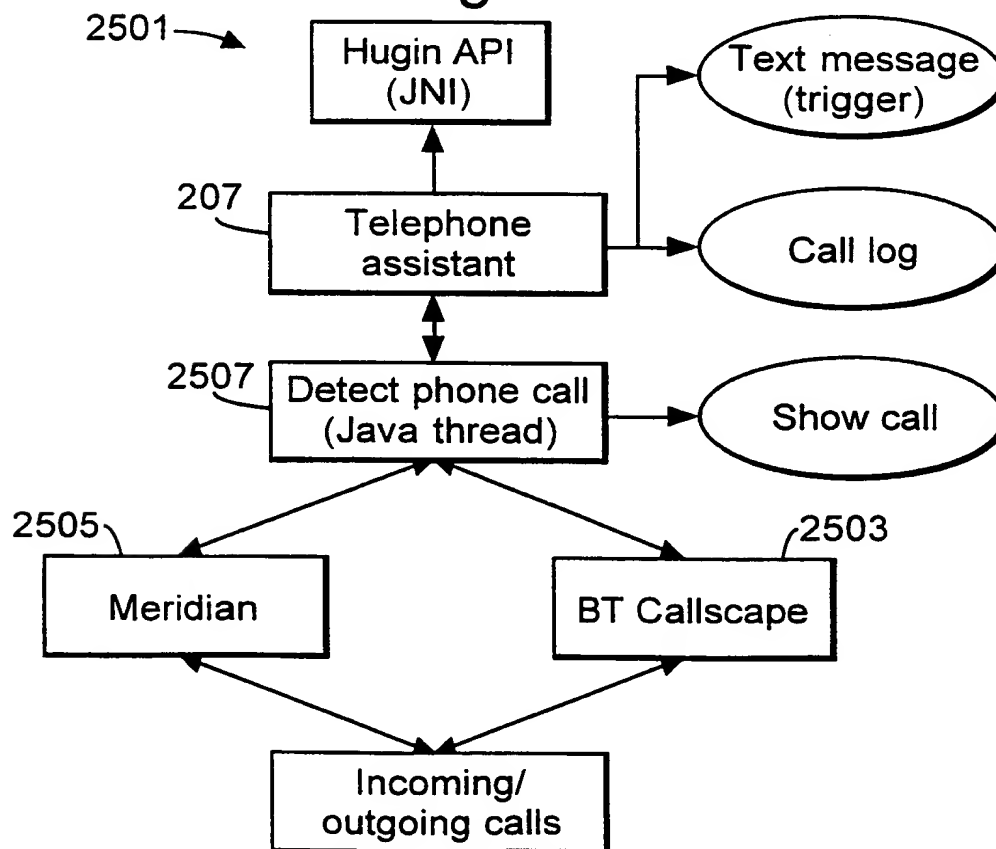 2501
Hugin API
(JNI)
Text message
(trigger)
207
Telephone
assistant
Call log
2507
Detect phone call
(Java thread)
Show call
2505
2503
Meridian
BT Callscape
Incoming/
outgoing calls